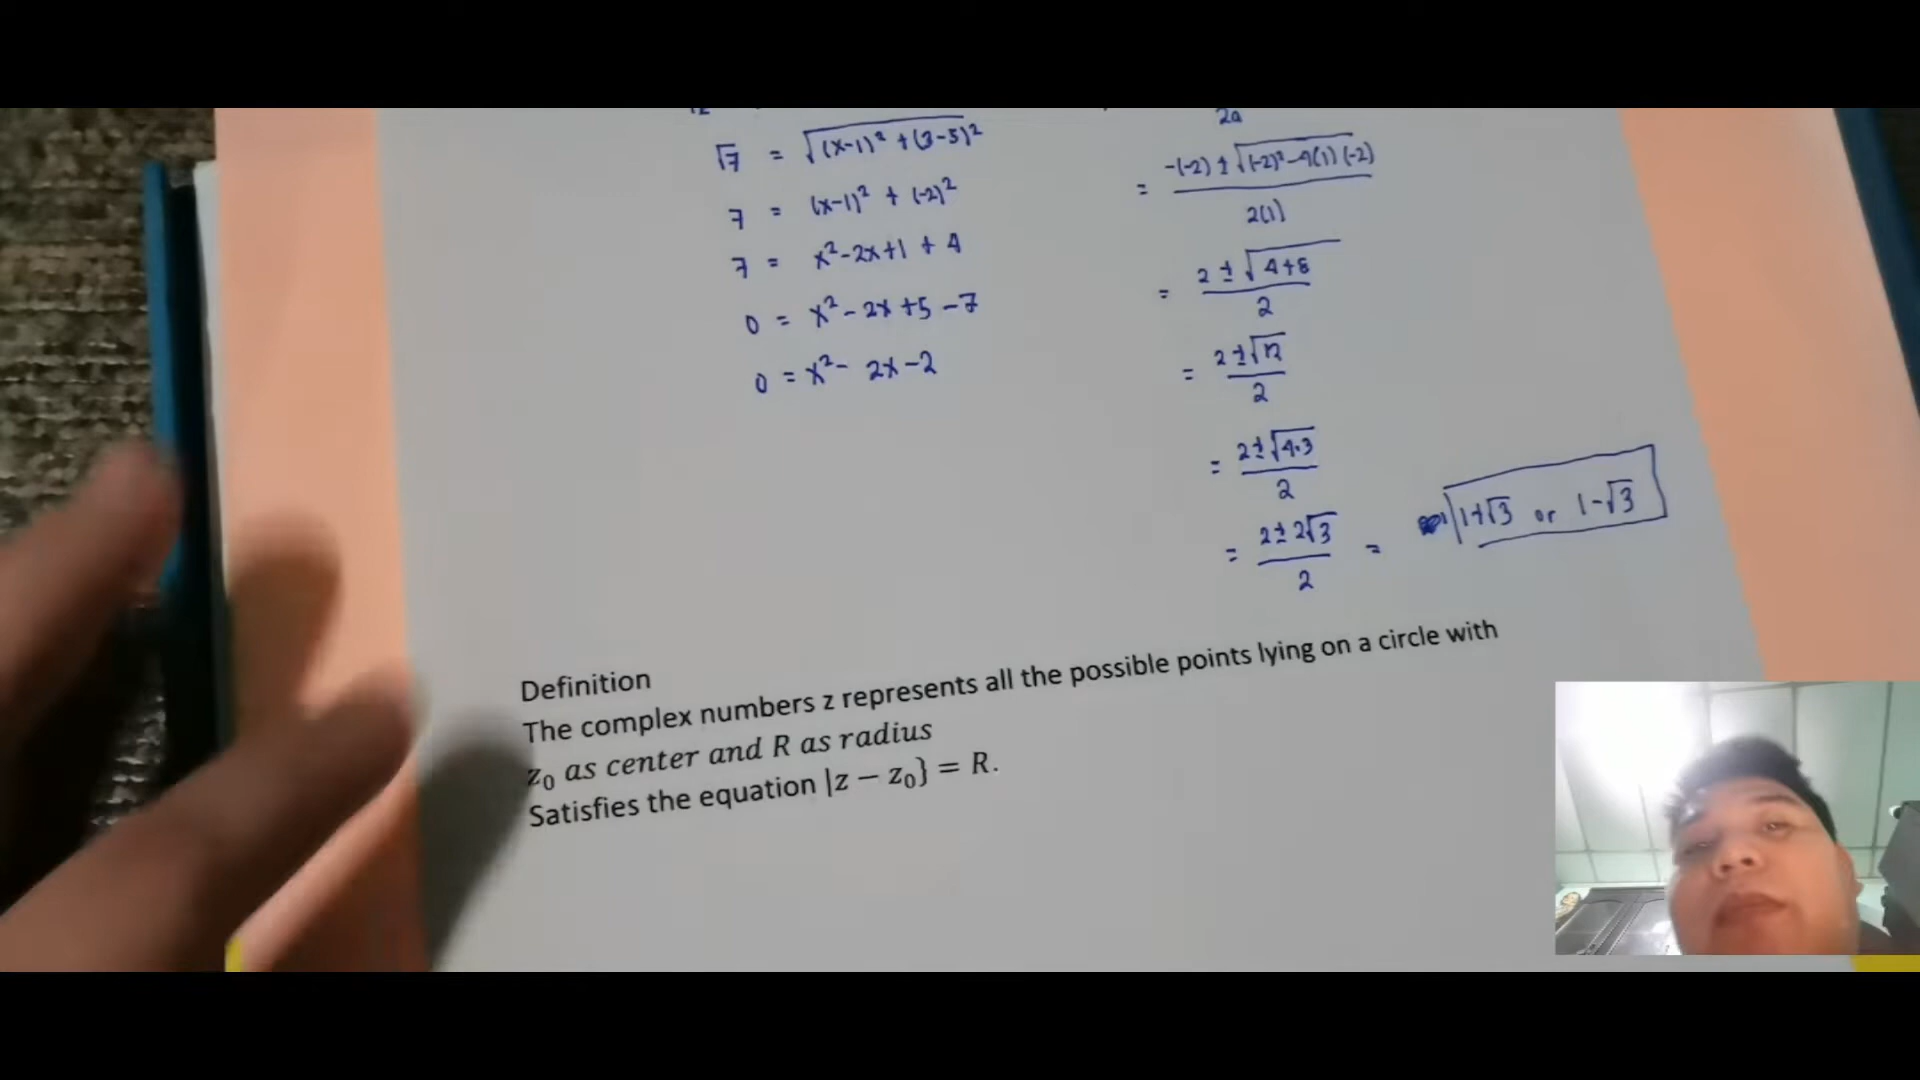 √7 = √(x-1)² + (3-5)²
7 = (x-1)² + (-2)²
7 = x²-2x+1 + 4
0 = x²-2x+5-7
0 = x²-2x-2
2a
= -(-2) ± √(-2)²-4(1)(-2)
2(1)
= 2 ± √4+8
2
= 2±√12
2
= 2±√4·3
2
= 2±2√3 = 1+√3 or 1-√3
2
Definition
The complex numbers z represents all the possible points lying on a circle with
z₀ as center and R as radius
Satisfies the equation |z − z₀} = R.